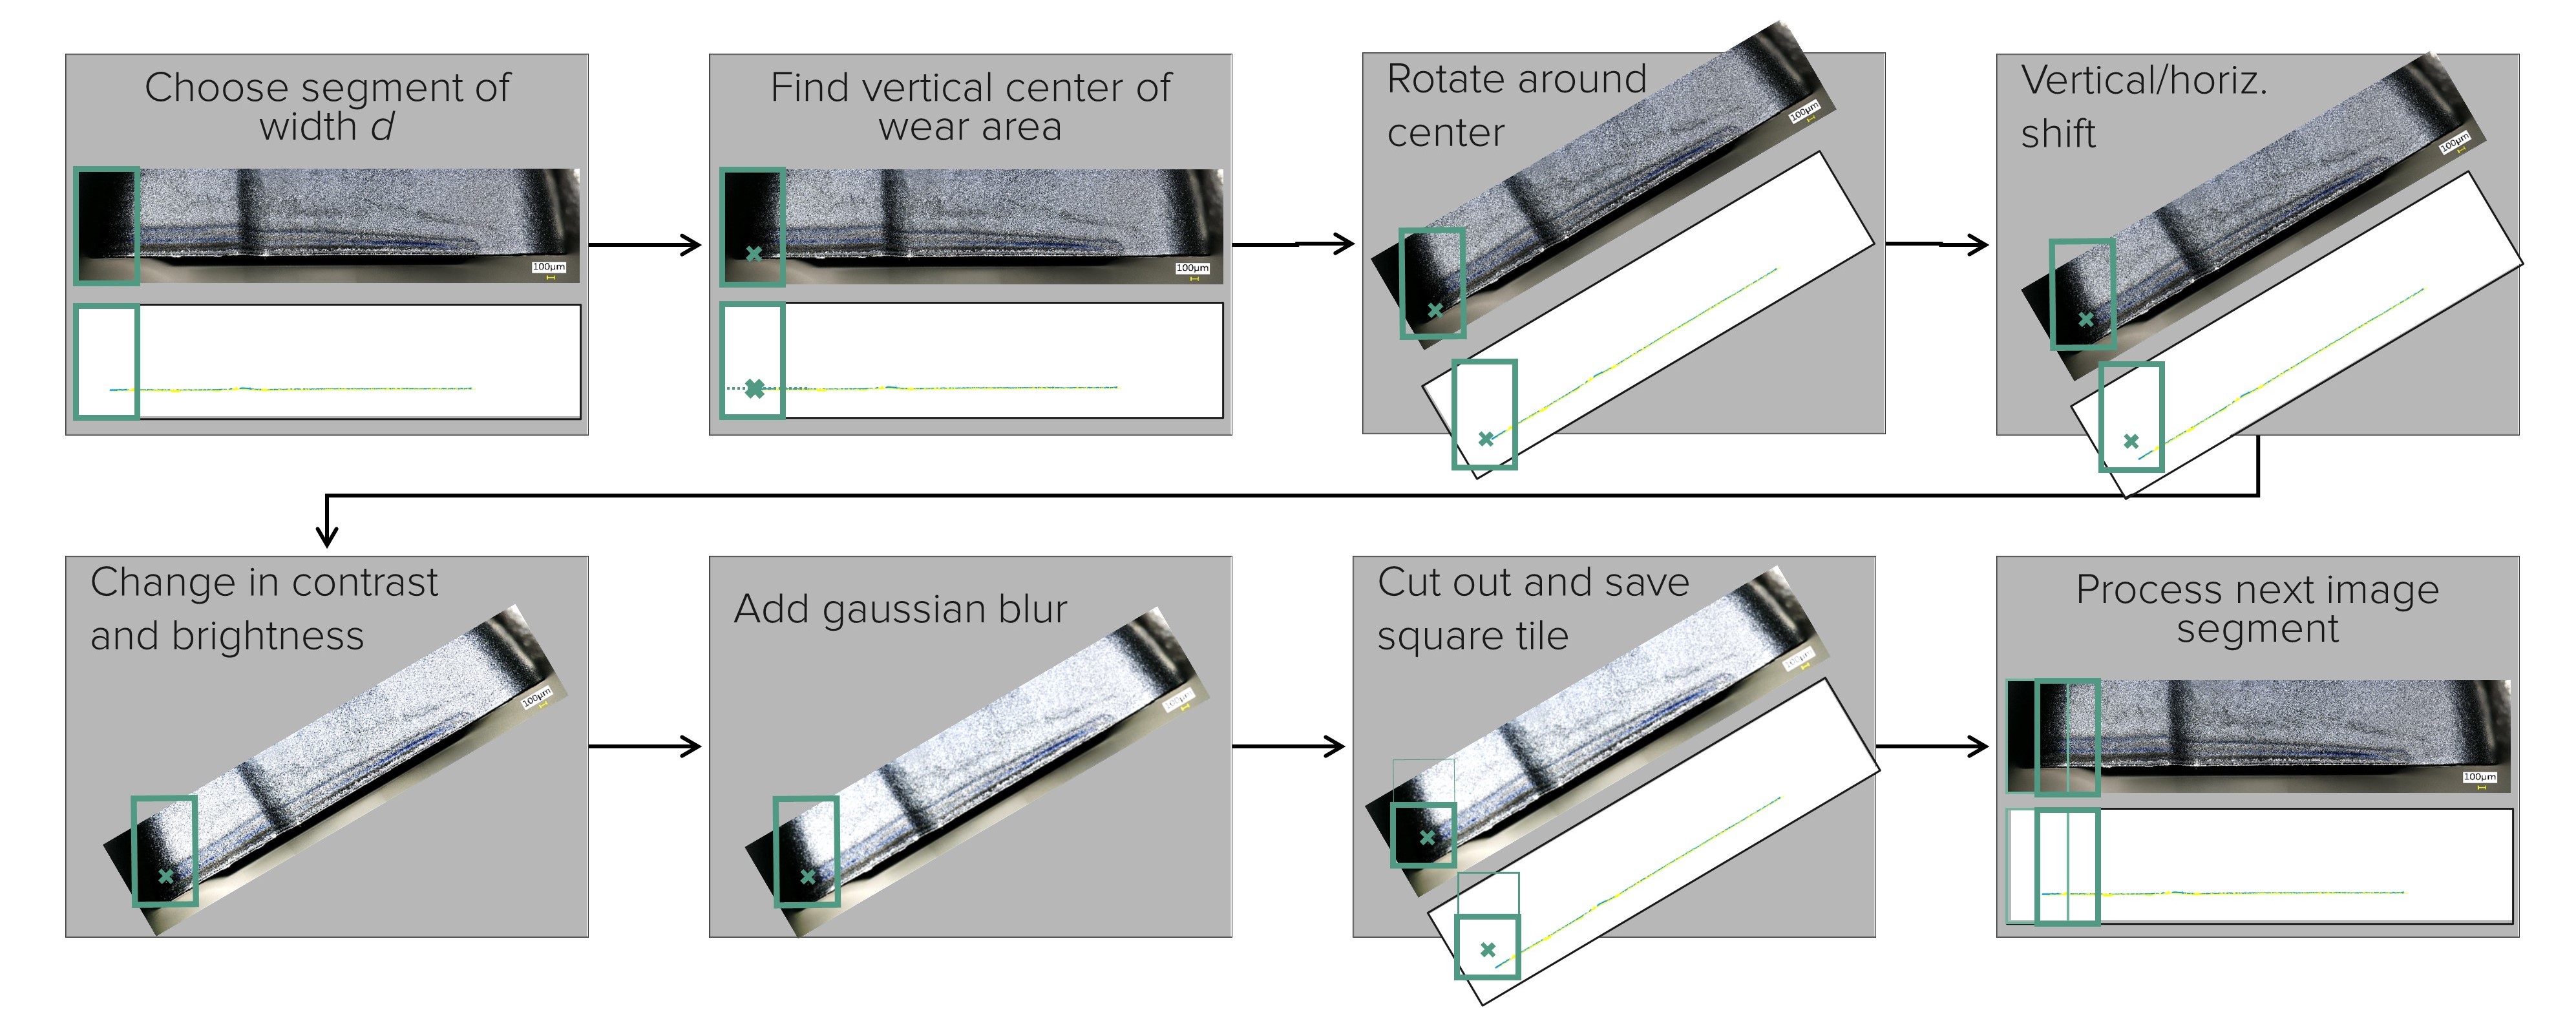 Choose segment of
width d
100µm
Find vertical center of
wear area
100µm
Rotate around
center
100µm
Vertical/horiz.
shift
100µm
Change in contrast
and brightness
100µm
Add gaussian blur
Cut out and save
square tile
Process next image
segment
100µm